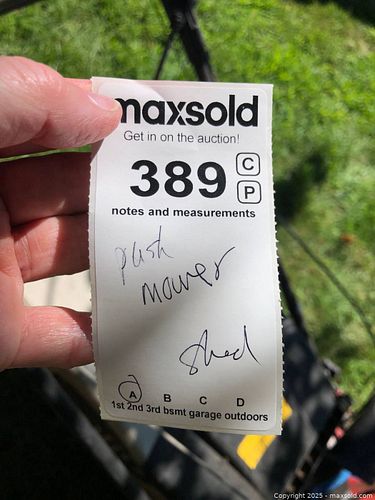 maxsold
Get in on the auction!
389 C
P
notes and measurements
push
mower
shed
A B C D
1st 2nd 3rd bsmt garage outdoors
Copyright 2025 - maxsold.com